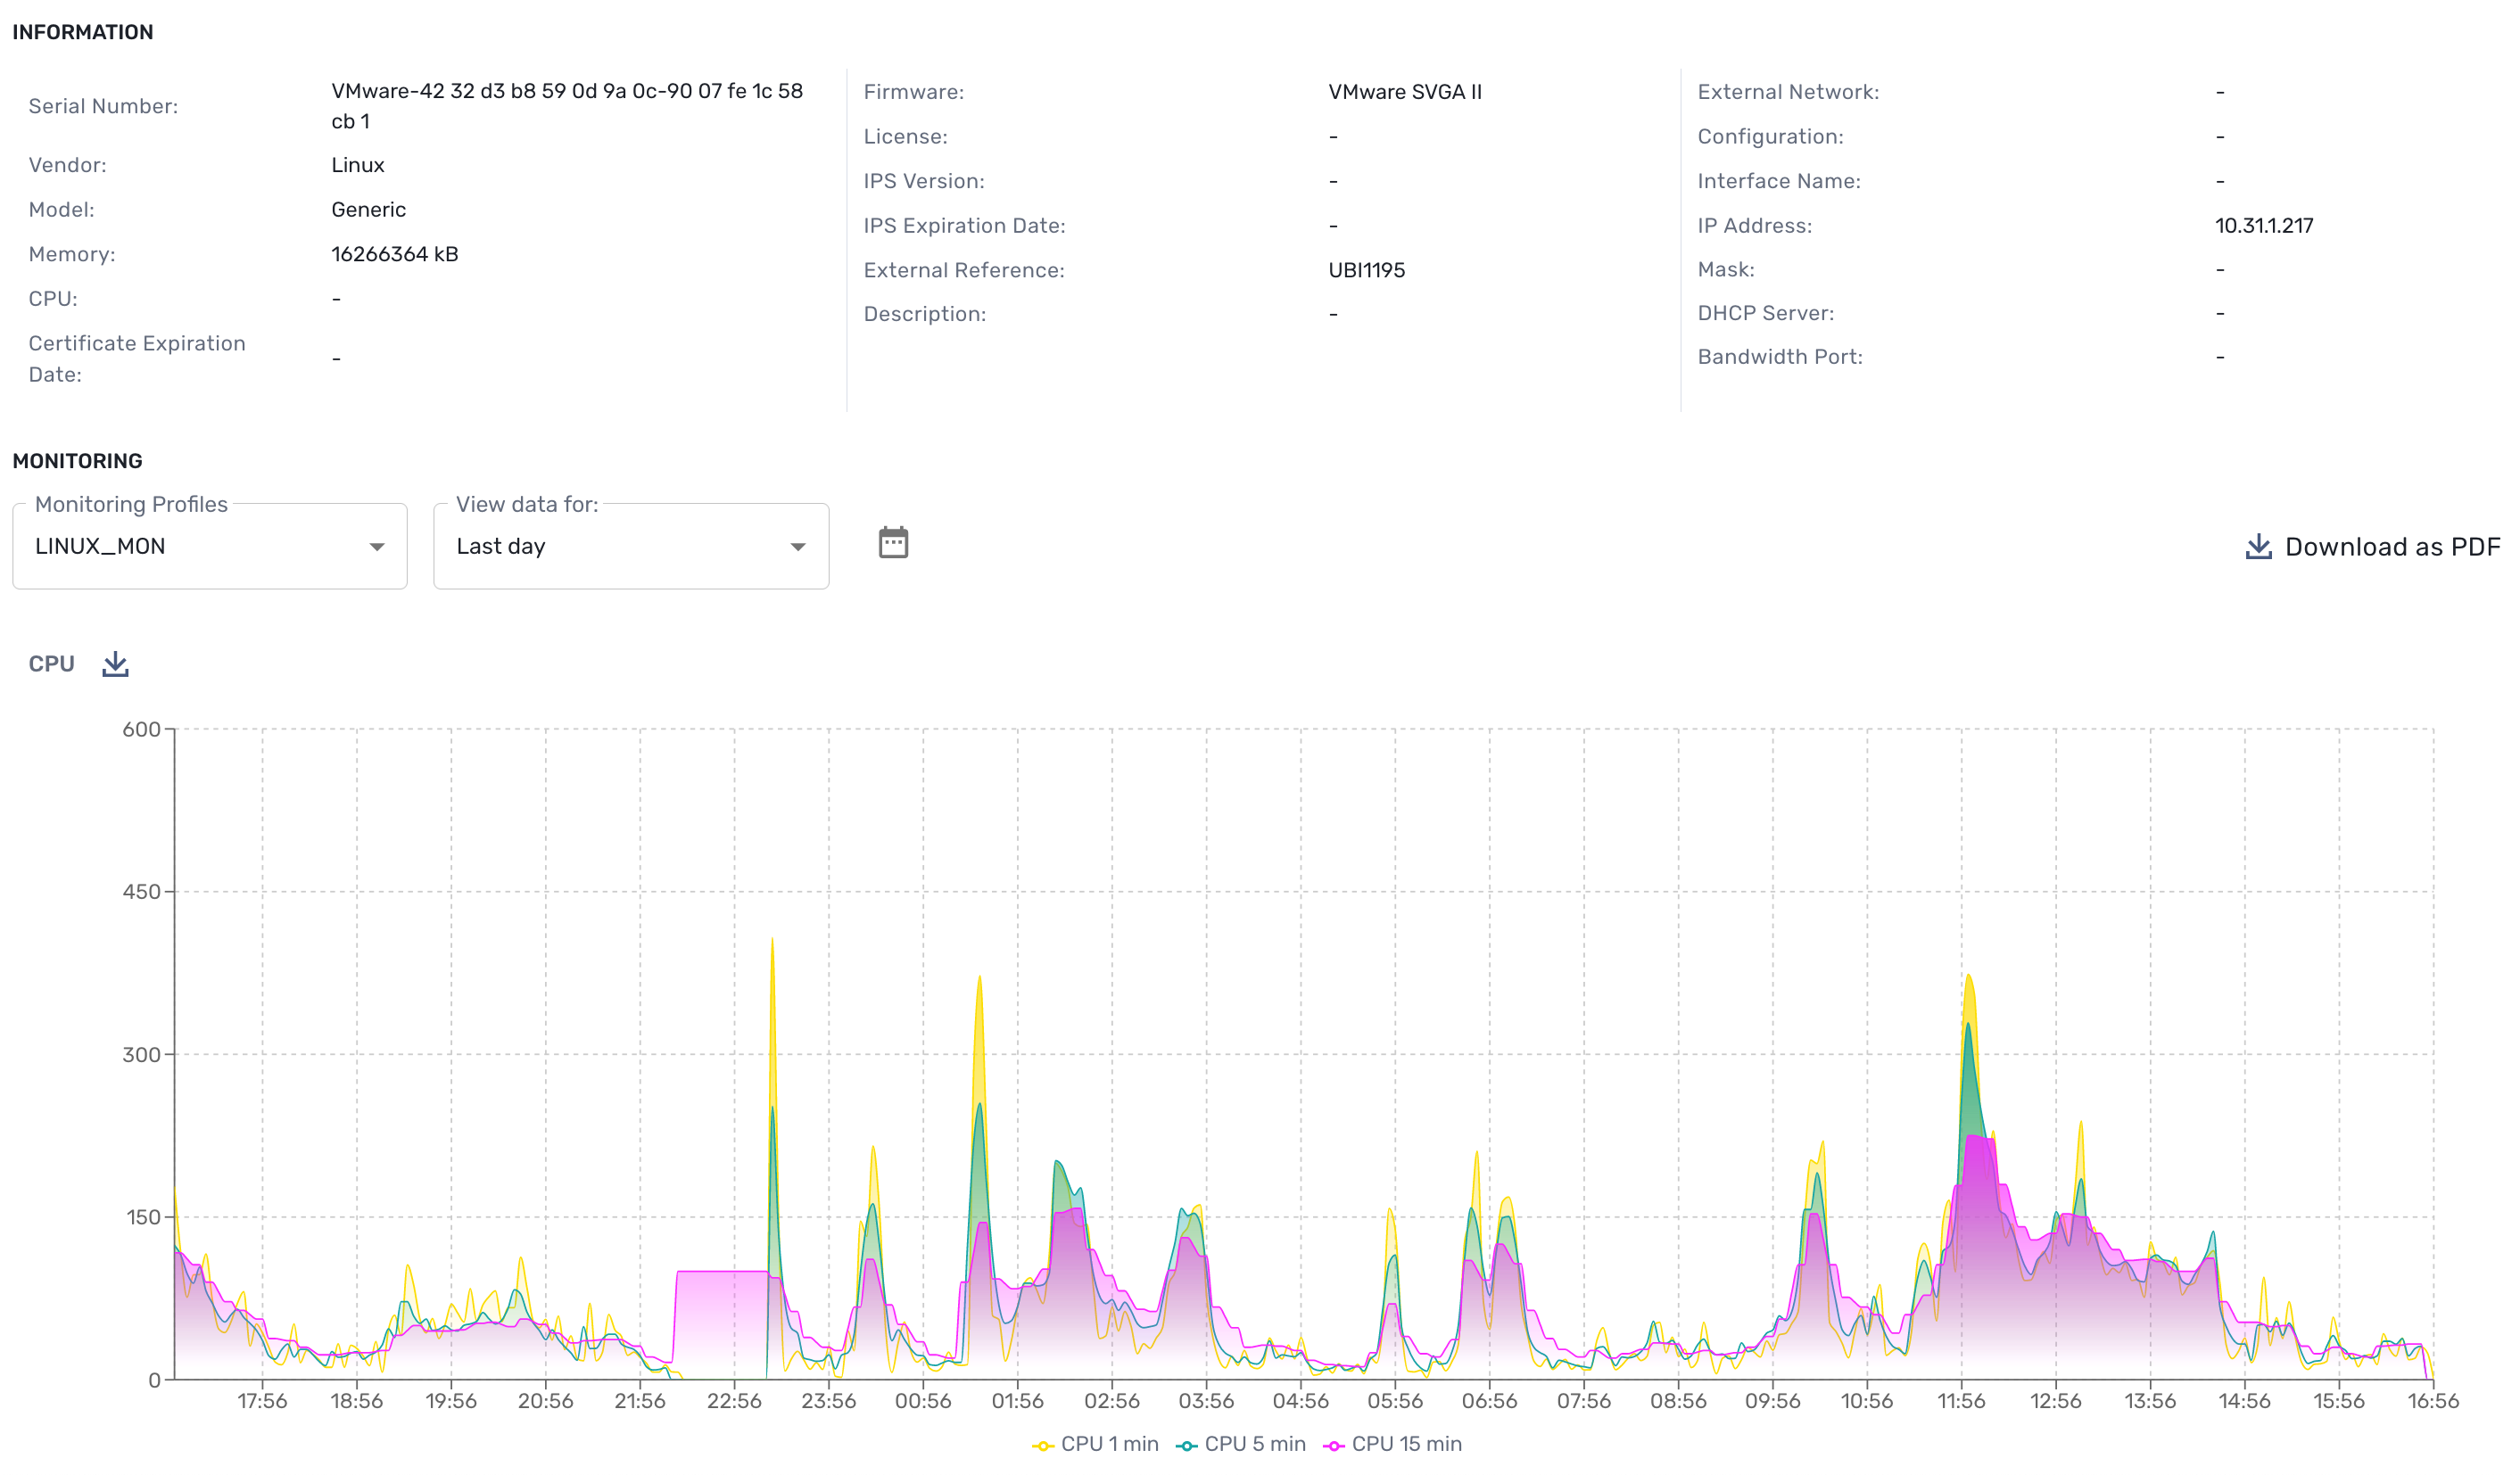 INFORMATION
Serial Number:
VMware-42 32 d3 b8 59 0d 9a 0c-90 07 fe 1c 58
cb 1
Vendor:
Linux
Model:
Generic
Memory:
16266364 kB
CPU:
-
Certificate Expiration
Date:
-
Firmware:
VMware SVGA II
License:
-
IPS Version:
-
IPS Expiration Date:
-
External Reference:
UBI1195
Description:
-
External Network:
-
Configuration:
-
Interface Name:
-
IP Address:
10.31.1.217
Mask:
-
DHCP Server:
-
Bandwidth Port:
-
MONITORING
Monitoring Profiles
LINUX_MON
View data for:
Last day
Download as PDF
CPU
600
450
300
150
0
17:56 18:56 19:56 20:56 21:56 22:56 23:56 00:56 01:56 02:56 03:56 04:56 05:56 06:56 07:56 08:56 09:56 10:56 11:56 12:56 13:56 14:56 15:56 16:56
CPU 1 min CPU 5 min CPU 15 min